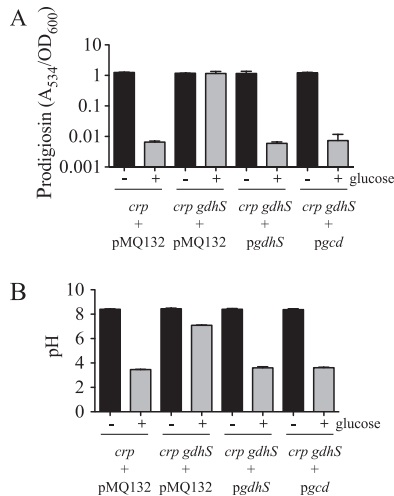 A
Prodigiosin (A534/OD600)
10
1
0.1
0.01
0.001
- + - + - + - + glucose
crp crp gdhS crp gdhS crp gdhS
+ + + +
pMQ132 pMQ132 pgdhS pgcd
B
pH
10
8
6
4
2
0
- + - + - + - + glucose
crp crp gdhS crp gdhS crp gdhS
+ + + +
pMQ132 pMQ132 pgdhS pgcd